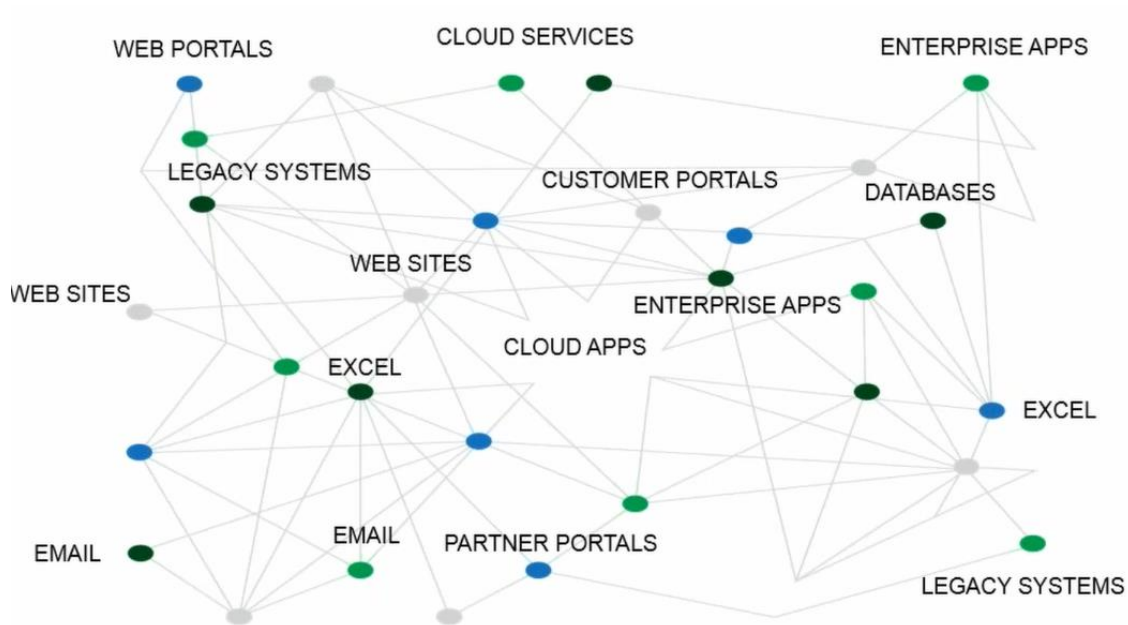 WEB PORTALS
CLOUD SERVICES
ENTERPRISE APPS
LEGACY SYSTEMS
CUSTOMER PORTALS
DATABASES
WEB SITES
WEB SITES
ENTERPRISE APPS
CLOUD APPS
EXCEL
EXCEL
EMAIL
EMAIL
PARTNER PORTALS
LEGACY SYSTEMS